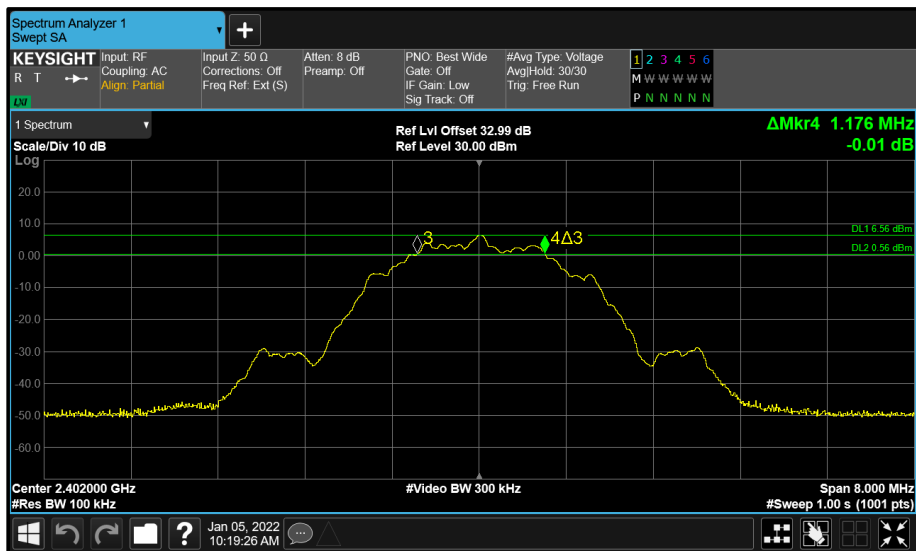 Spectrum Analyzer 1
Swept SA
+
KEYSIGHT
R T
LXI
Input: RF
Coupling: AC
Align: Partial
Input Z: 50 Ω
Corrections: Off
Freq Ref: Ext (S)
Atten: 8 dB
Preamp: Off
PNO: Best Wide
Gate: Off
IF Gain: Low
Sig Track: Off
#Avg Type: Voltage
Avg|Hold: 30/30
Trig: Free Run
1 2 3 4 5 6
M W W W W W
P N N N N N
1 Spectrum
Scale/Div 10 dB
Ref Lvl Offset 32.99 dB
Ref Level 30.00 dBm
ΔMkr4 1.176 MHz
-0.01 dB
Log
20.0
10.0
0.00
-10.0
-20.0
-30.0
-40.0
-50.0
-60.0
3
4Δ3
DL1 6.56 dBm
DL2 0.56 dBm
Center 2.402000 GHz
#Res BW 100 kHz
#Video BW 300 kHz
Span 8.000 MHz
#Sweep 1.00 s (1001 pts)
?
Jan 05, 2022
10:19:26 AM